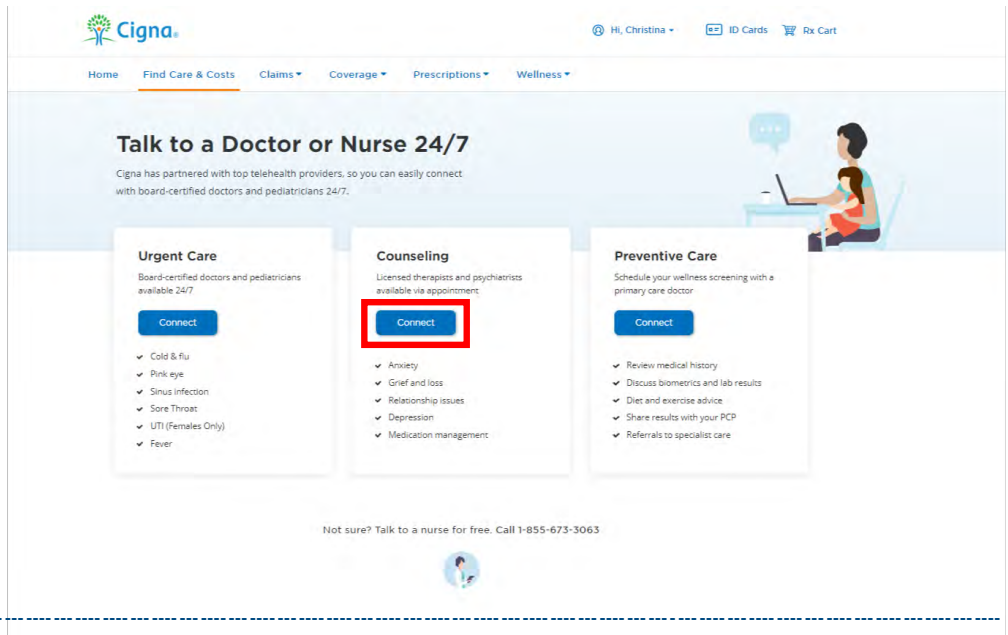 Cigna.
Hi, Christina
ID Cards
Rx Cart
Home
Find Care & Costs
Claims
Coverage
Prescriptions
Wellness
Talk to a Doctor or Nurse 24/7
Cigna has partnered with top telehealth providers, so you can easily connect
with board-certified doctors and pediatricians 24/7.
Urgent Care
Board-certified doctors and pediatricians
available 24/7
Connect
Cold & flu
Pink eye
Sinus infection
Sore Throat
UTI (Females Only)
Fever
Counseling
Licensed therapists and psychiatrists
available via appointment
Connect
Anxiety
Grief and loss
Relationship issues
Depression
Medication management
Preventive Care
Schedule your wellness screening with a
primary care doctor
Connect
Review medical history
Discuss biometrics and lab results
Diet and exercise advice
Share results with your PCP
Referrals to specialist care
Not sure? Talk to a nurse for free. Call 1-855-673-3063